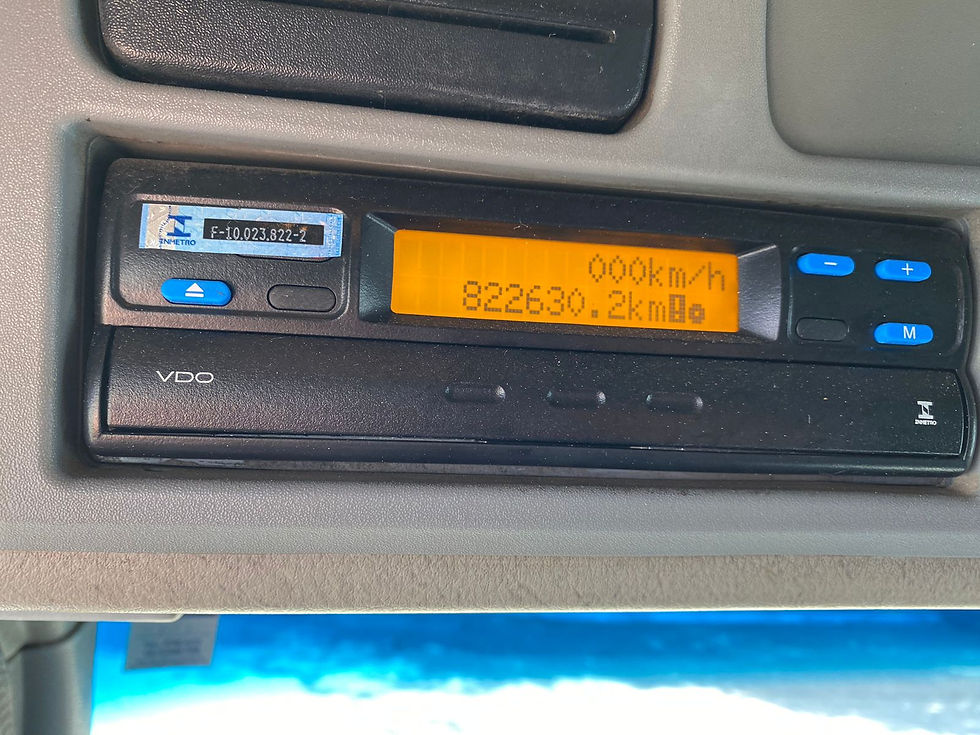 INMETRO
F-10.023.822-2
000km/h
822630.2km
VDO
−
+
M
INMETRO